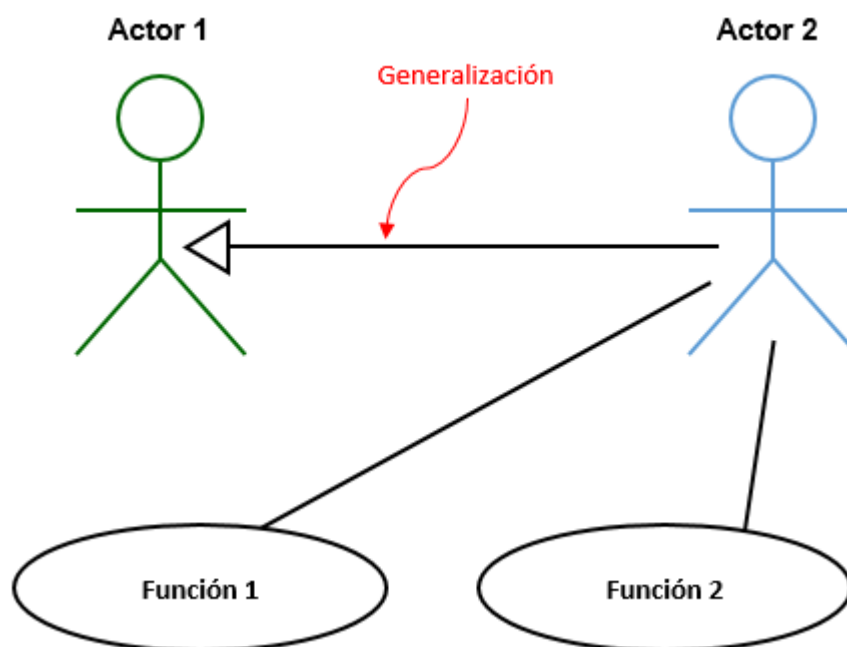 Actor 1
Actor 2
Generalización
Función 1
Función 2